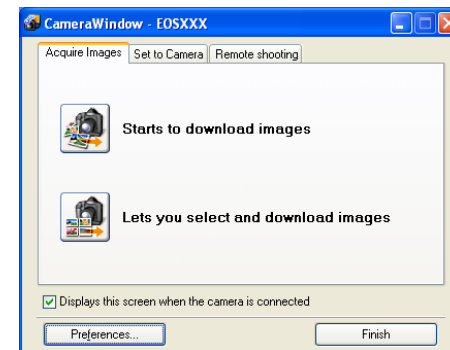 CameraWindow - EOSXXX
Acquire Images Set to Camera Remote shooting
Starts to download images
Lets you select and download images
Displays this screen when the camera is connected
Preferences... Finish